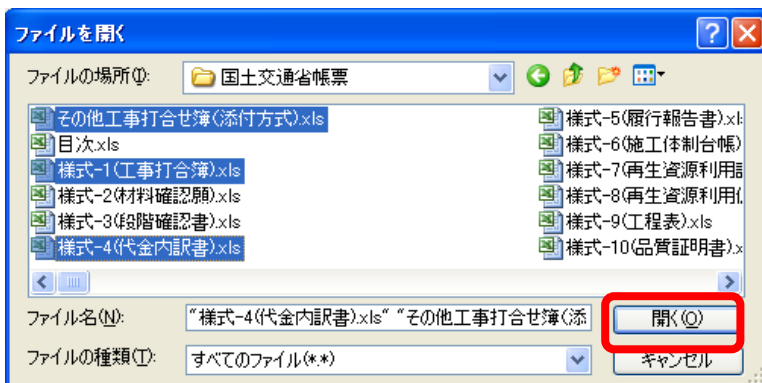 ファイルを開く
ファイルの場所(I):
国土交通省帳票
その他工事打合せ簿(添付方式).xls
目次.xls
様式-1(工事打合簿).xls
様式-2(材料確認願).xls
様式-3(段階確認書).xls
様式-4(代金内訳書).xls
様式-5(履行報告書).xl
様式-6(施工体制台帳)
様式-7(再生資源利用
様式-8(再生資源利用
様式-9(工程表).xls
様式-10(品質証明書).x
ファイル名(N):
"様式-4(代金内訳書).xls" "その他工事打合せ簿(添
開く(O)
ファイルの種類(T):
すべてのファイル(*.*)
キャンセル